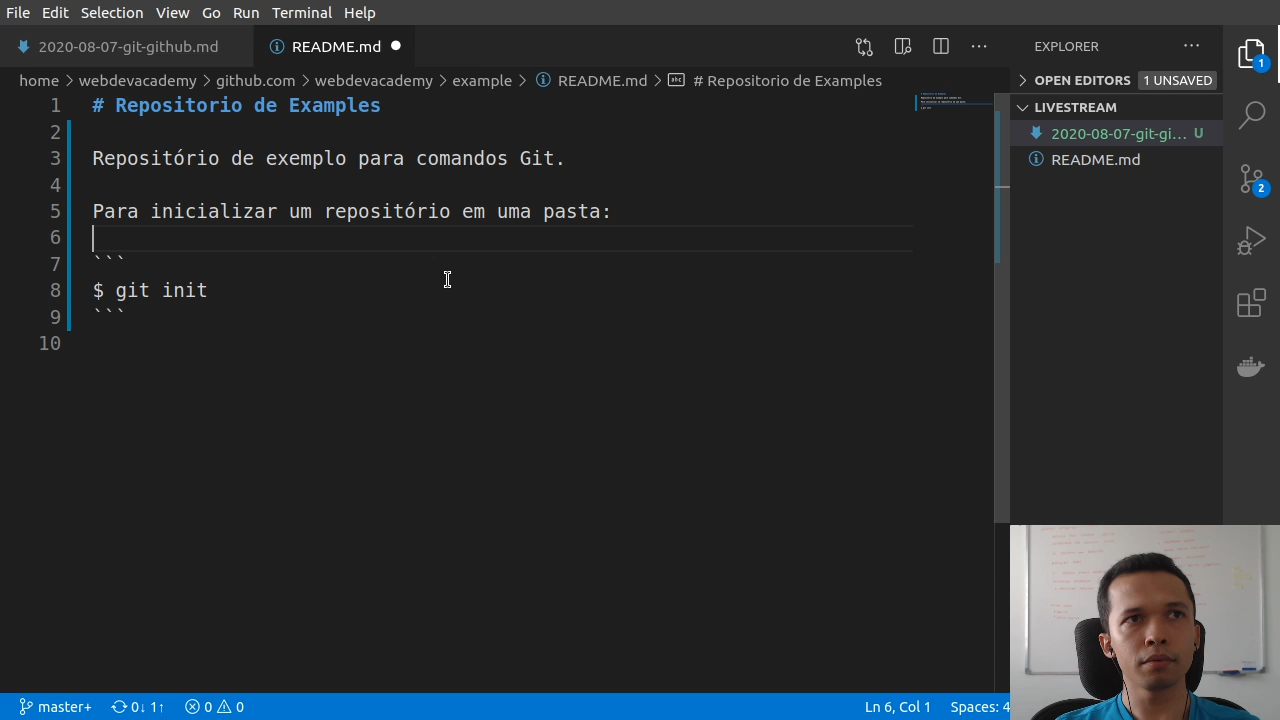 File Edit Selection View Go Run Terminal Help
2020-08-07-git-github.md README.md
EXPLORER
home > webdevacademy > github.com > webdevacademy > example > README.md > # Repositorio de Examples
OPEN EDITORS 1 UNSAVED
LIVESTREAM
2020-08-07-git-gi... U
README.md
1
2
1 # Repositorio de Examples
2
3 Repositório de exemplo para comandos Git.
4
5 Para inicializar um repositório em uma pasta:
6
7 ```
8 $ git init
9 ```
10
master+ 0↓ 1↑ 0 0 Ln 6, Col 1 Spaces: 4